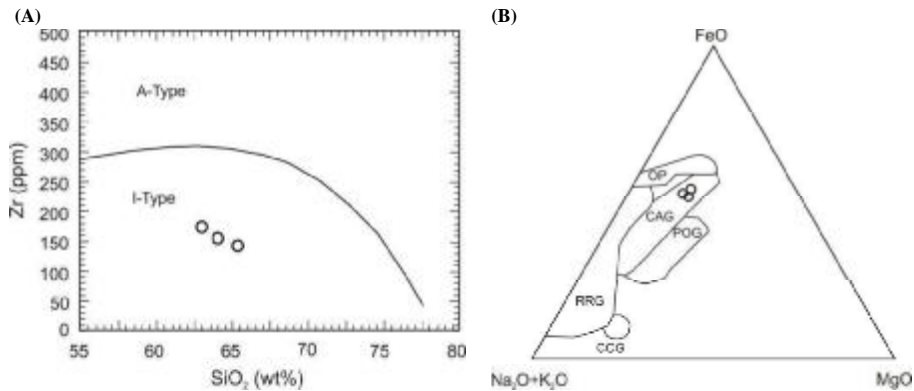 (A)
500
450
400
350
300
250
200
150
100
50
0
Zr (ppm)
A-Type
I-Type
55 60 65 70 75 80
SiO₂ (wt%)
(B)
FeO
OP
CAG
POG
RRG
CCG
Na₂O+K₂O
MgO